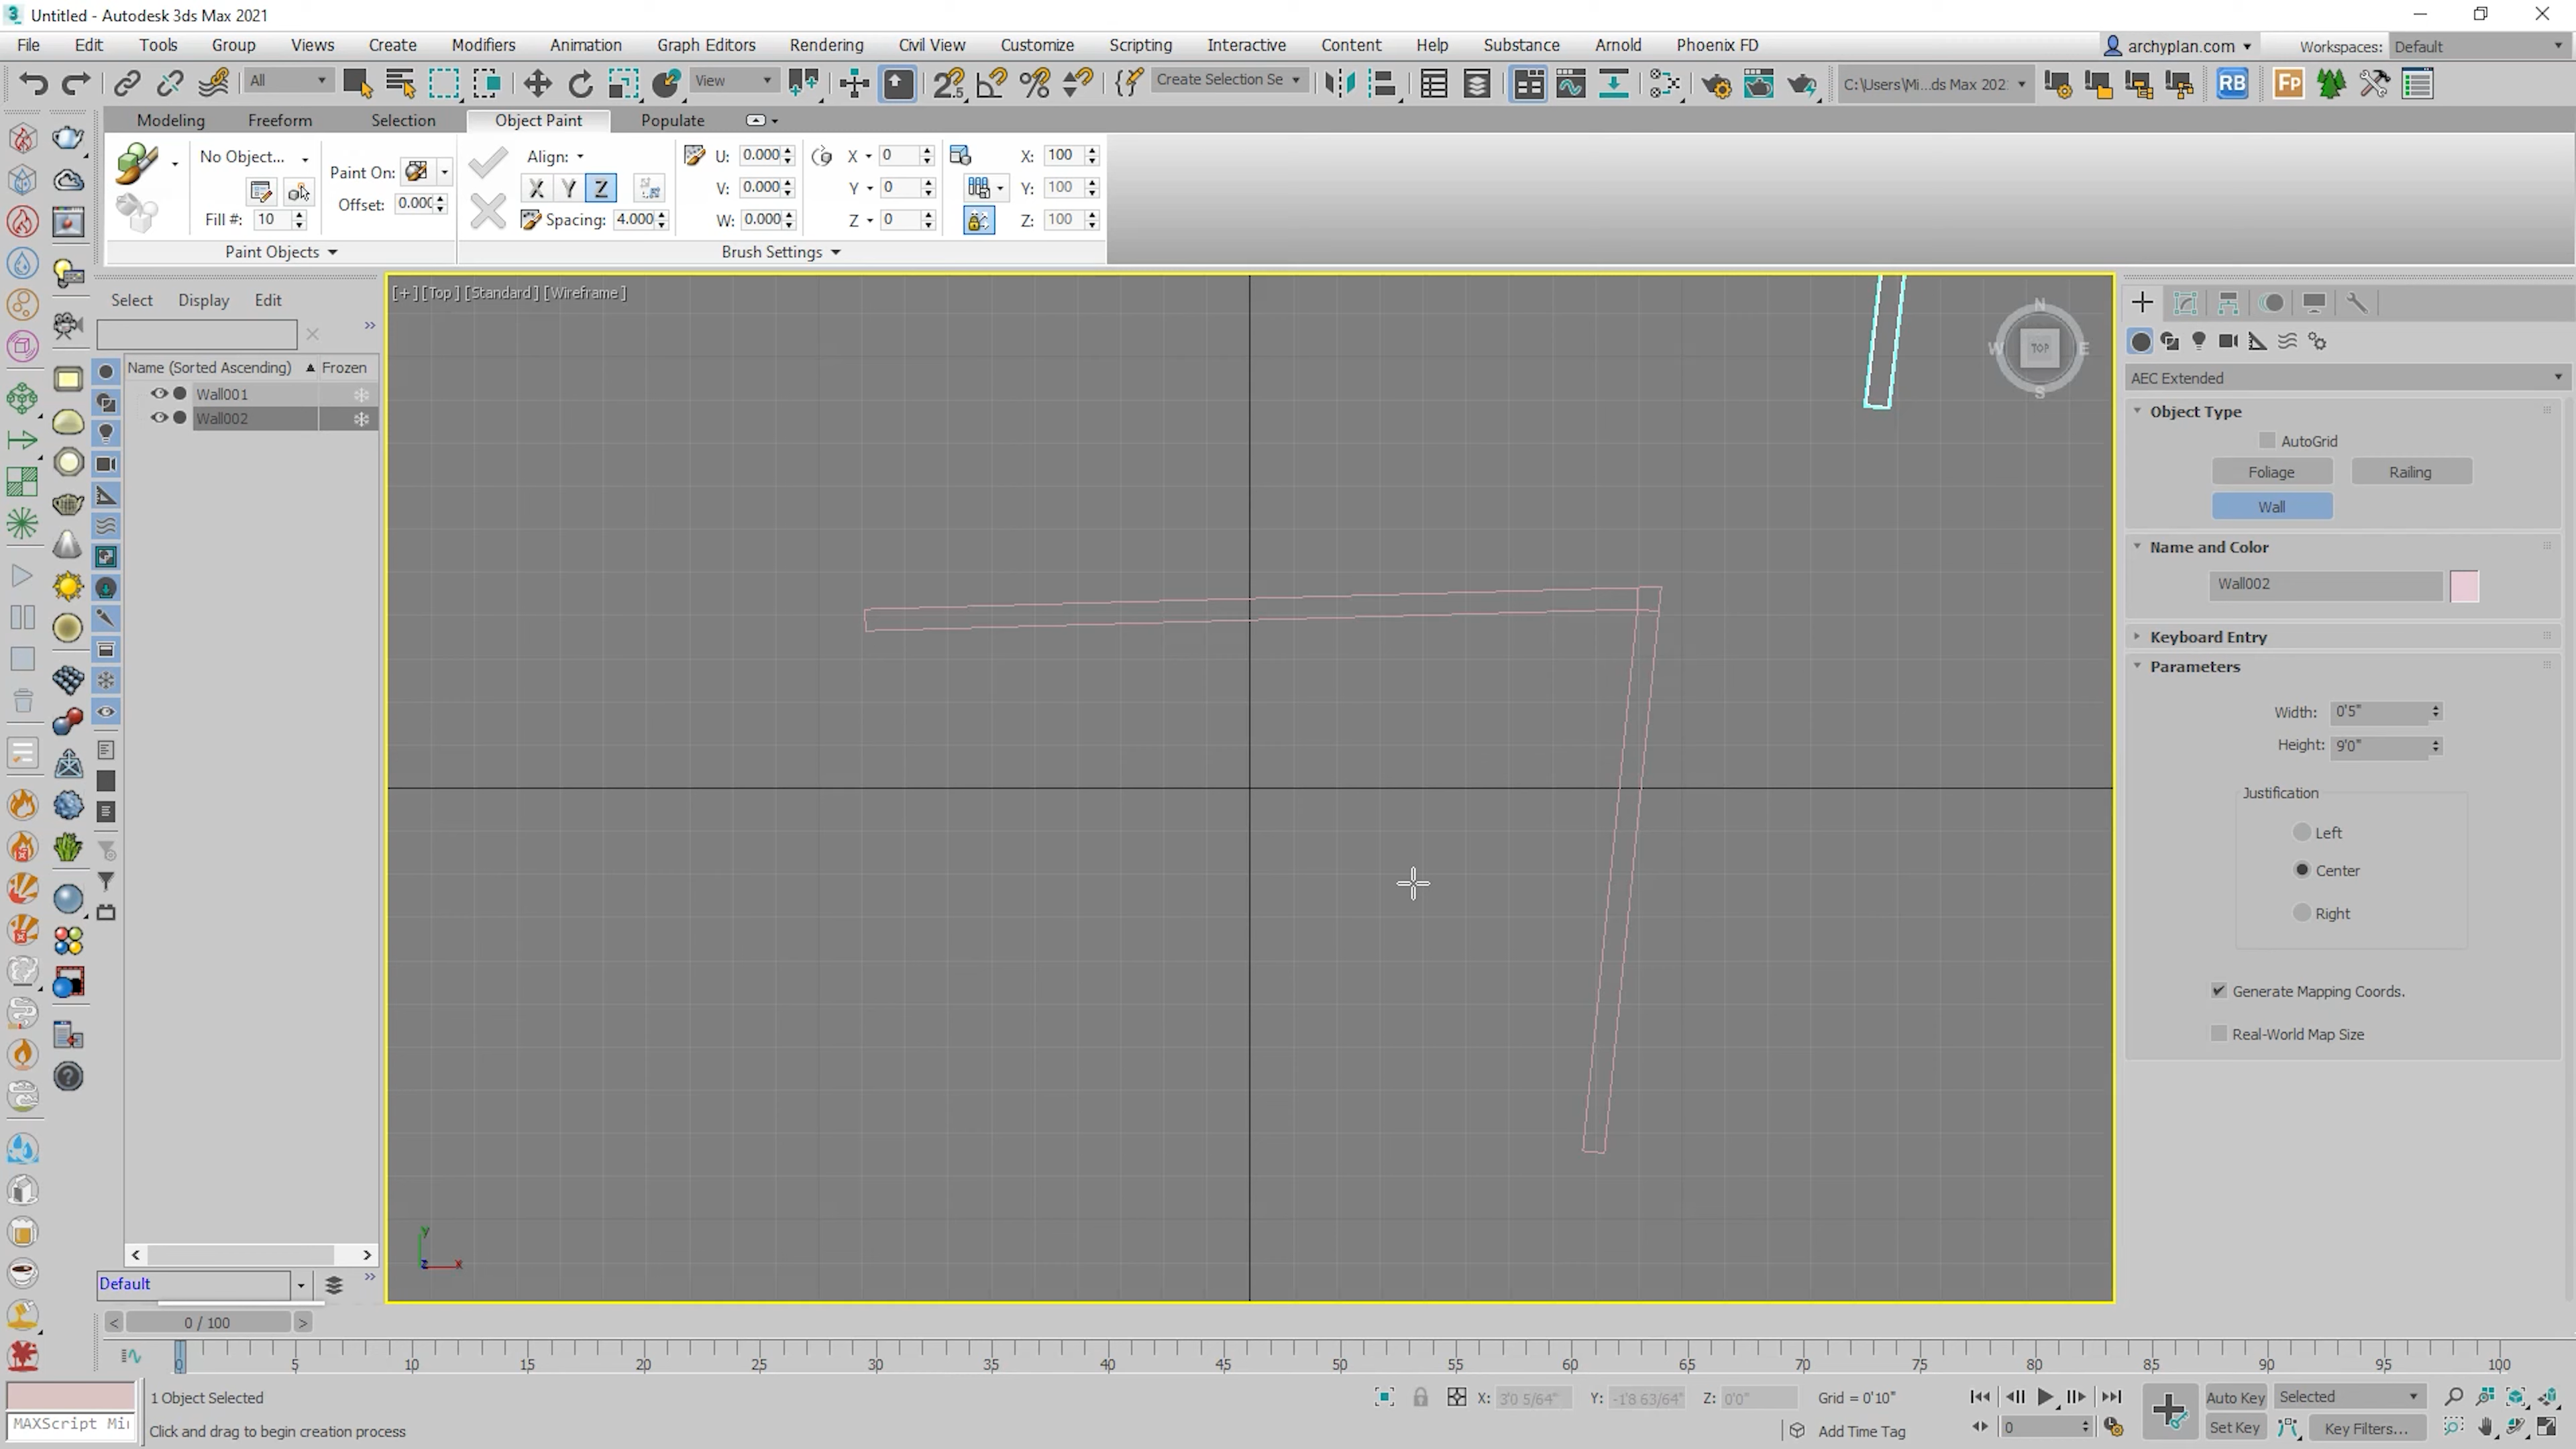 Untitled - Autodesk 3ds Max 2021
File Edit Tools Group Views Create Modifiers Animation Graph Editors Rendering Civil View Customize Scripting Interactive Content Help Substance Arnold Phoenix FD archyplan.com Workspaces: Default
All View 2.5 Create Selection Se C:\Users\Mi...ds Max 202 RB FP
Modeling Freeform Selection Object Paint Populate
No Object... Paint On: Align: U: 0.000 X 0 X: 100
X Y Z V: 0.000 Y 0 Y: 100
Fill #: 10 Offset: 0.000 Spacing: 4.000 W: 0.000 Z 0 Z: 100
Paint Objects Brush Settings
Select Display Edit
[+] [Top] [Standard] [Wireframe]
Name (Sorted Ascending) Frozen
Wall001
Wall002
N
W TOP E
S
AEC Extended
Object Type
AutoGrid
Foliage Railing
Wall
Name and Color
Wall002
Keyboard Entry
Parameters
Width: 0'5"
Height: 9'0"
Justification
Left
Center
Right
Generate Mapping Coords.
Real-World Map Size
y
z x
Default
< 0 / 100 >
0 5 10 15 20 25 30 35 40 45 50 55 60 65 70 75 80 85 90 95 100
1 Object Selected X: 3'0 5/64" Y: -1'8 63/64" Z: 0'0" Grid = 0'10" Auto Key Selected
MAXScript Mi Click and drag to begin creation process Add Time Tag 0 Set Key Key Filters...